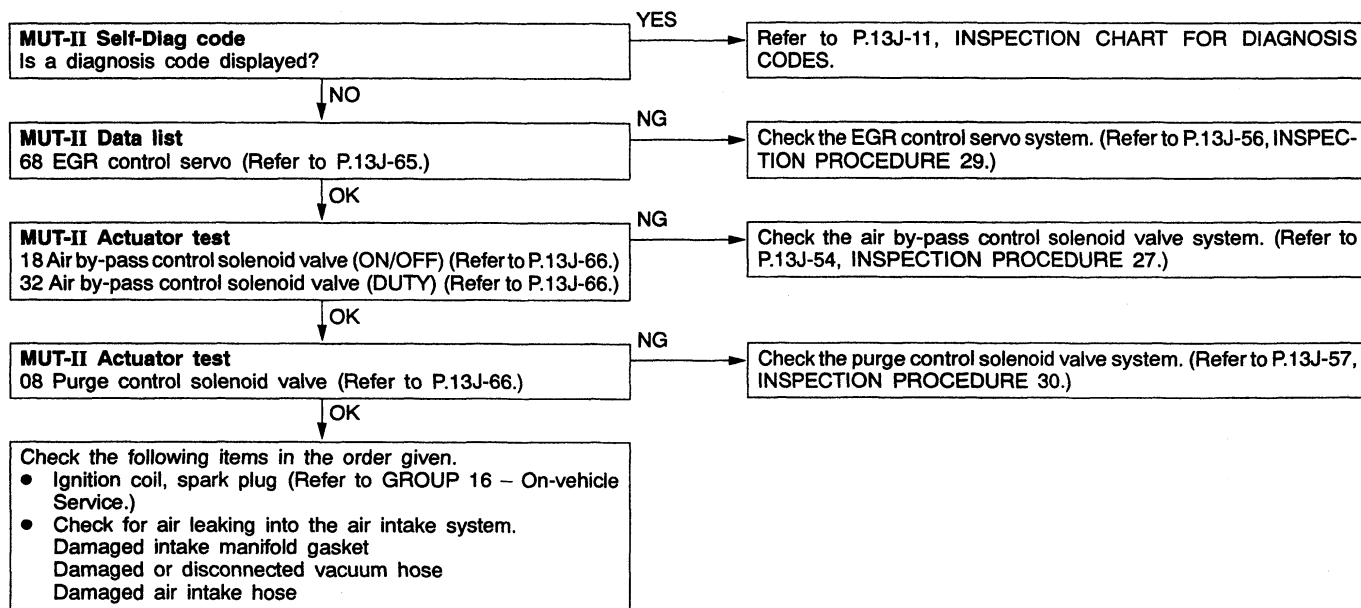 MUT-II Self-Diag code
Is a diagnosis code displayed?
YES
Refer to P.13J-11, INSPECTION CHART FOR DIAGNOSIS
CODES.
NO
MUT-II Data list
68 EGR control servo (Refer to P.13J-65.)
NG
Check the EGR control servo system. (Refer to P.13J-56, INSPEC-
TION PROCEDURE 29.)
OK
MUT-II Actuator test
18 Air by-pass control solenoid valve (ON/OFF) (Refer to P.13J-66.)
32 Air by-pass control solenoid valve (DUTY) (Refer to P.13J-66.)
NG
Check the air by-pass control solenoid valve system. (Refer to
P.13J-54, INSPECTION PROCEDURE 27.)
OK
MUT-II Actuator test
08 Purge control solenoid valve (Refer to P.13J-66.)
NG
Check the purge control solenoid valve system. (Refer to P.13J-57,
INSPECTION PROCEDURE 30.)
OK
Check the following items in the order given.
● Ignition coil, spark plug (Refer to GROUP 16 – On-vehicle
Service.)
● Check for air leaking into the air intake system.
Damaged intake manifold gasket
Damaged or disconnected vacuum hose
Damaged air intake hose